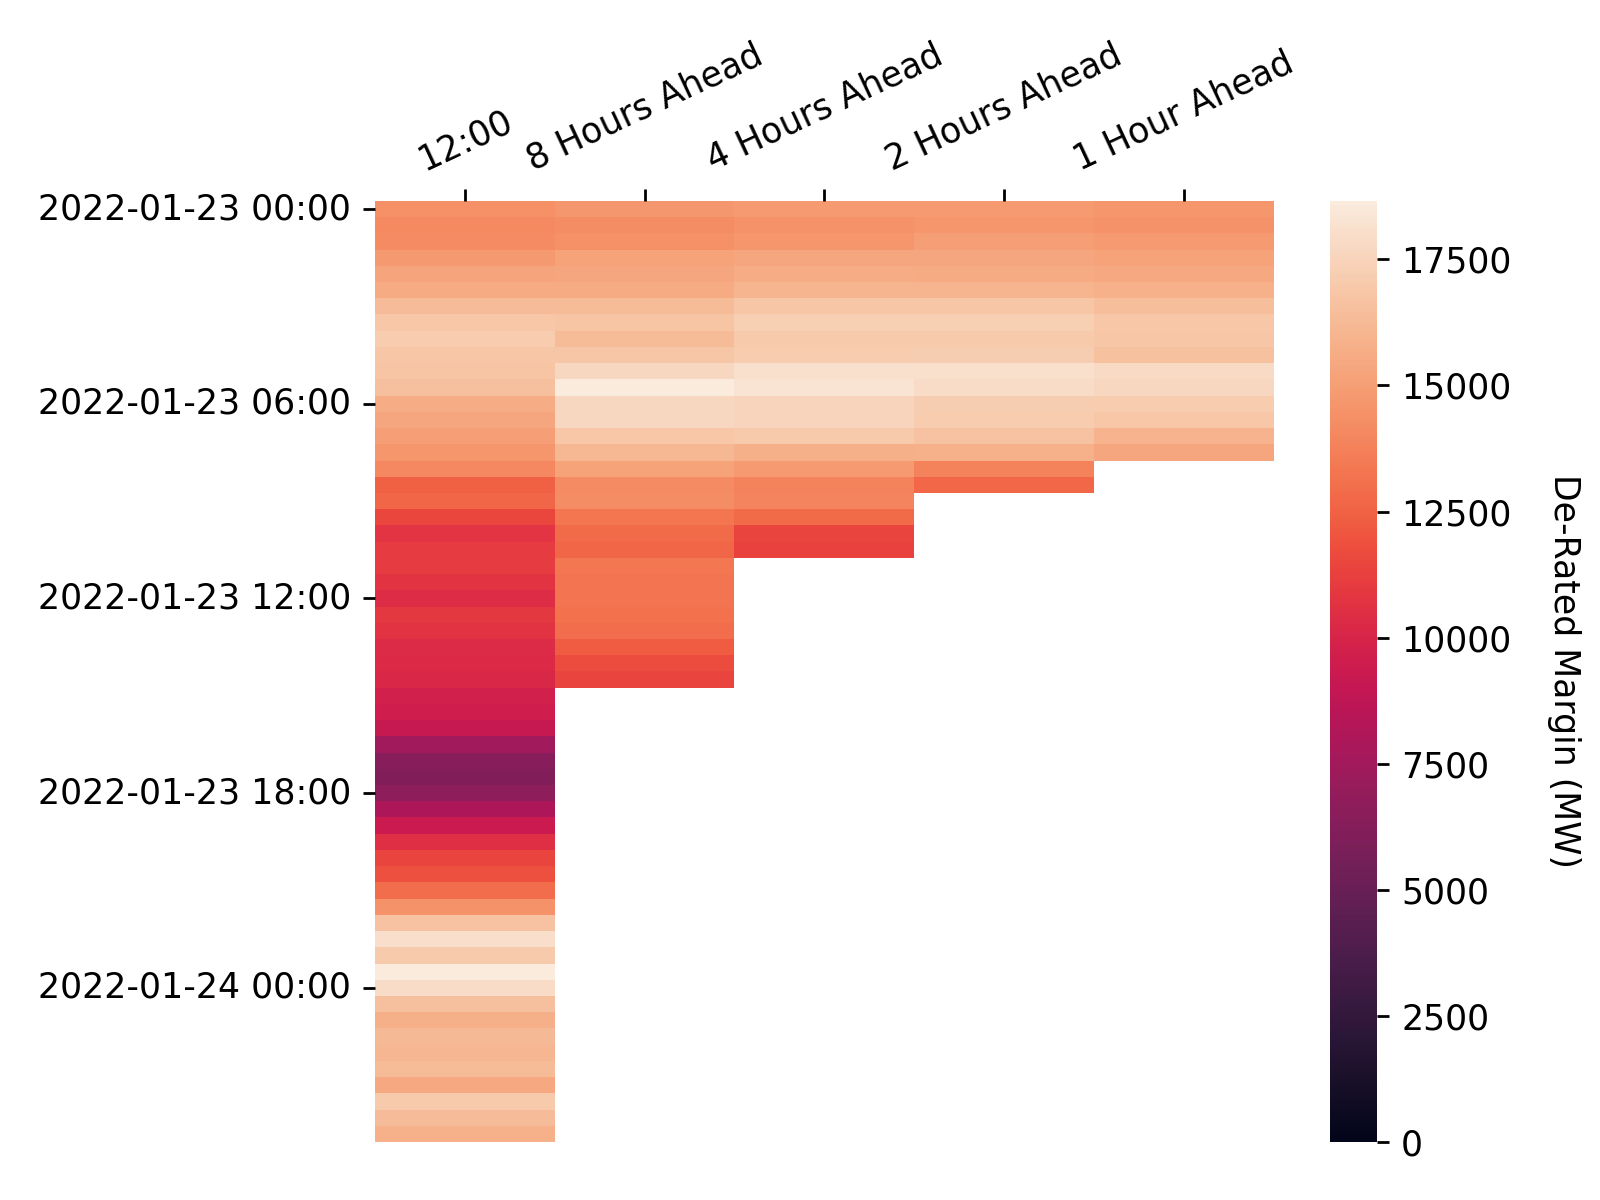 12:00
8 Hours Ahead
4 Hours Ahead
2 Hours Ahead
1 Hour Ahead
2022-01-23 00:00
2022-01-23 06:00
2022-01-23 12:00
2022-01-23 18:00
2022-01-24 00:00
17500
15000
12500
10000
7500
5000
2500
0
De-Rated Margin (MW)